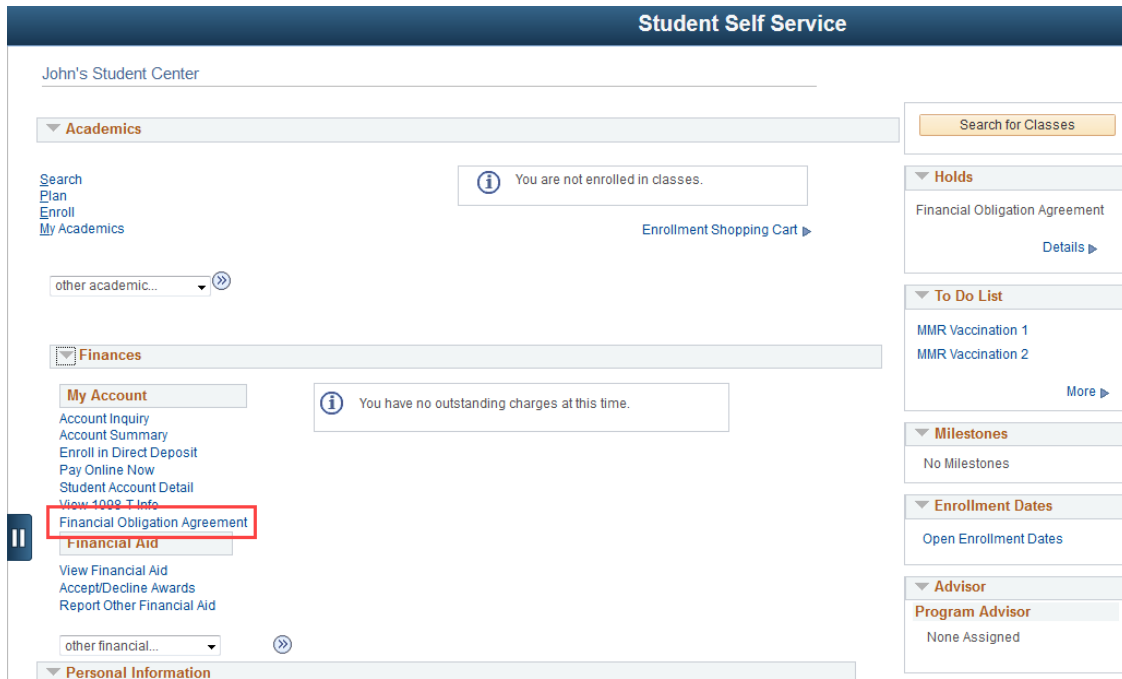 Student Self Service
John's Student Center
Academics
Search
Plan
Enroll
My Academics
You are not enrolled in classes.
Enrollment Shopping Cart
other academic...
Finances
My Account
Account Inquiry
Account Summary
Enroll in Direct Deposit
Pay Online Now
Student Account Detail
View 1098-T Info
Financial Obligation Agreement
You have no outstanding charges at this time.
Financial Aid
View Financial Aid
Accept/Decline Awards
Report Other Financial Aid
other financial...
Personal Information
Search for Classes
Holds
Financial Obligation Agreement
Details
To Do List
MMR Vaccination 1
MMR Vaccination 2
More
Milestones
No Milestones
Enrollment Dates
Open Enrollment Dates
Advisor
Program Advisor
None Assigned